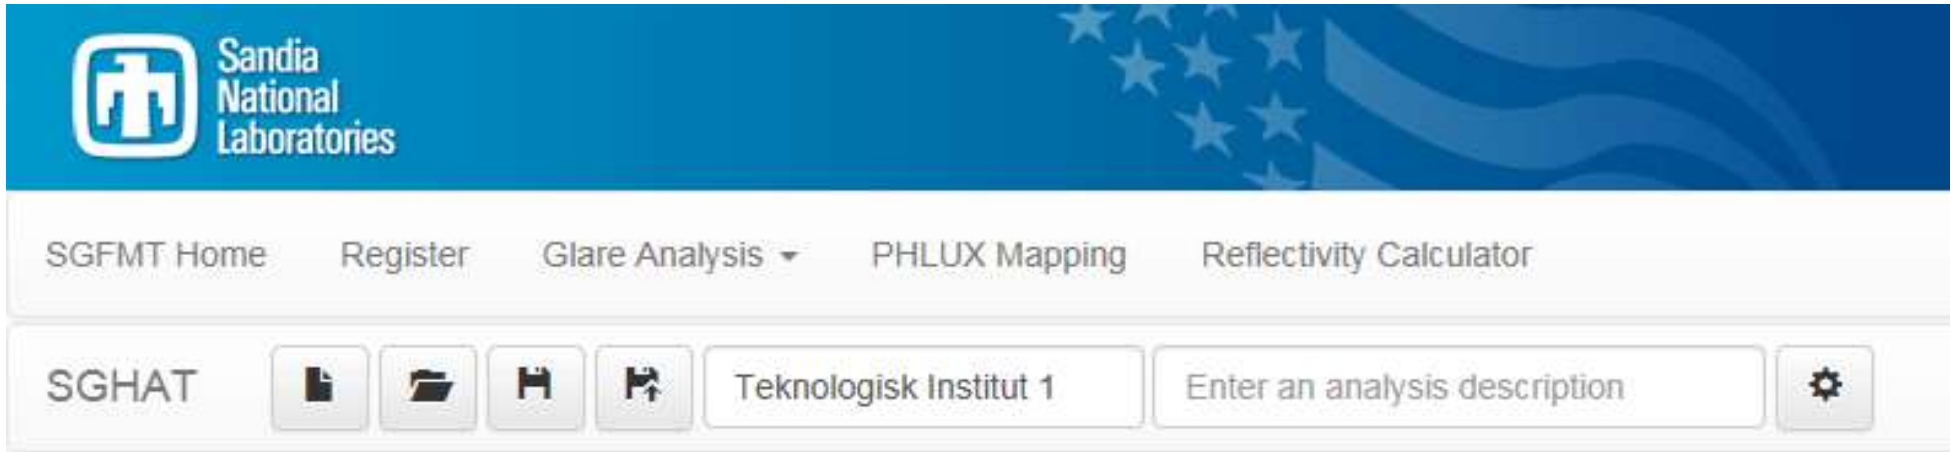 Sandia
National
Laboratories
SGFMT Home Register Glare Analysis PHLUX Mapping Reflectivity Calculator
SGHAT Teknologisk Institut 1 Enter an analysis description